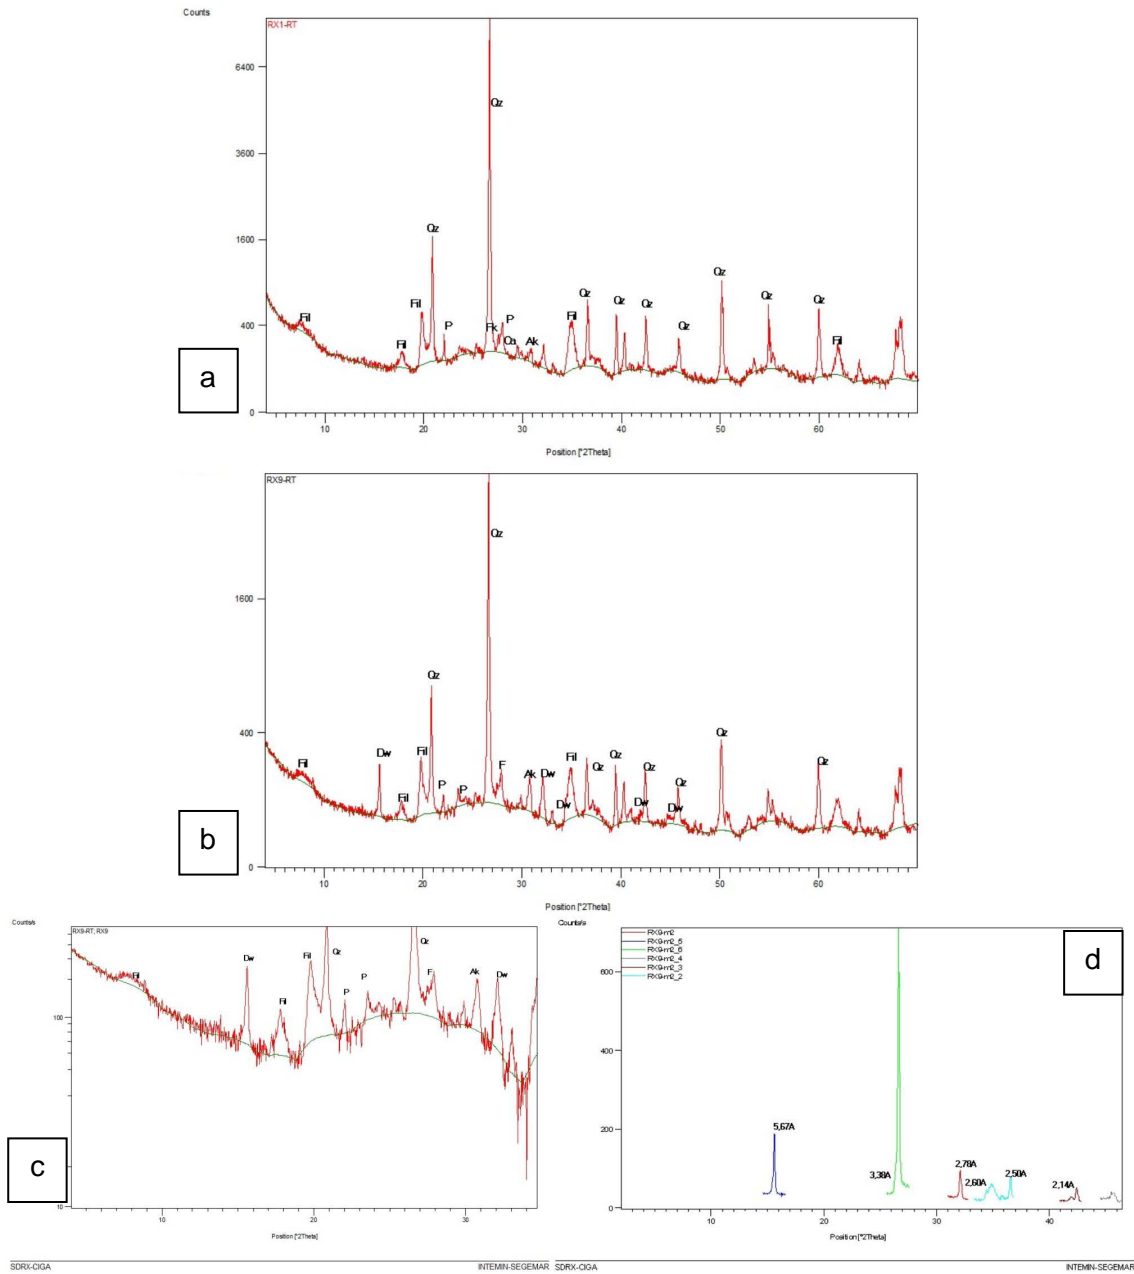 Counts
RX1-RT
6400
Qz
3600
1600
Qz
400
Fil
Fil
Fil
P
Fk
P
Ca
Ak
Fil
Qz
Qz
Qz
Qz
Qz
Qz
Qz
Fil
a
0
10 20 30 40 50 60
Position [°2Theta]
RX9-RT
Qz
1600
Qz
400
Fil
Dw
Fil
Fil
P
P
F
Ak
Dw
Dw
Fil
Qz
Qz
Qz
Dw
Qz
Dw
Qz
Qz
b
0
10 20 30 40 50 60
Position [°2Theta]
Counts/s
RX9-RT, RX9
Dw
Fil
Qz
Qz
Fil
Fil
P
P
F
Ak
Dw
100
c
10
10 20 30
Position [°2Theta]
SDRX-CIGA INTEMIN-SEGEMAR
Counts/s
RX9-m2
RX9-m2_5
RX9-m2_6
RX9-m2_4
RX9-m2_3
RX9-m2_2
d
600
400
200
0
5,67A
3,38A
2,78A
2,60A
2,50A
2,14A
10 20 30 40
Position [°2Theta]
SDRX-CIGA INTEMIN-SEGEMAR